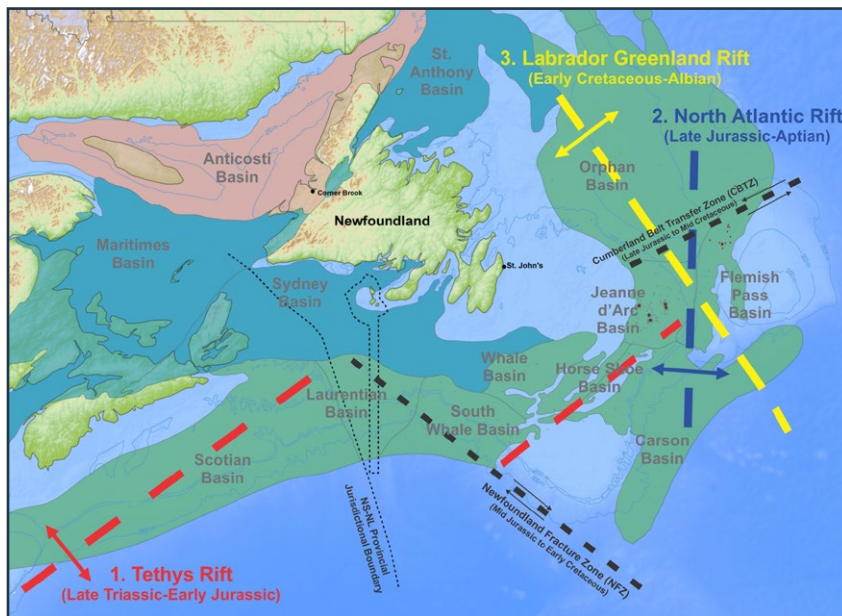 St.
Anthony
Basin
3. Labrador Greenland Rift
(Early Cretaceous-Albian)
2. North Atlantic Rift
(Late Jurassic-Aptian)
Anticosti
Basin
Orphan
Basin
Corner Brook
Newfoundland
Cumberland Belt Transfer Zone (CBTZ)
(Late Jurassic to Mid Cretaceous)
Maritimes
Basin
St. John's
Sydney
Basin
Jeanne
d'Arc
Basin
Flemish
Pass
Basin
Whale
Basin
Horse Shoe
Basin
Laurentian
Basin
South
Whale Basin
Carson
Basin
Scotian
Basin
NS-NL Provincial
Jurisdictional Boundary
Newfoundland Fracture Zone (NFZ)
(Mid Jurassic to Early Cretaceous)
1. Tethys Rift
(Late Triassic-Early Jurassic)